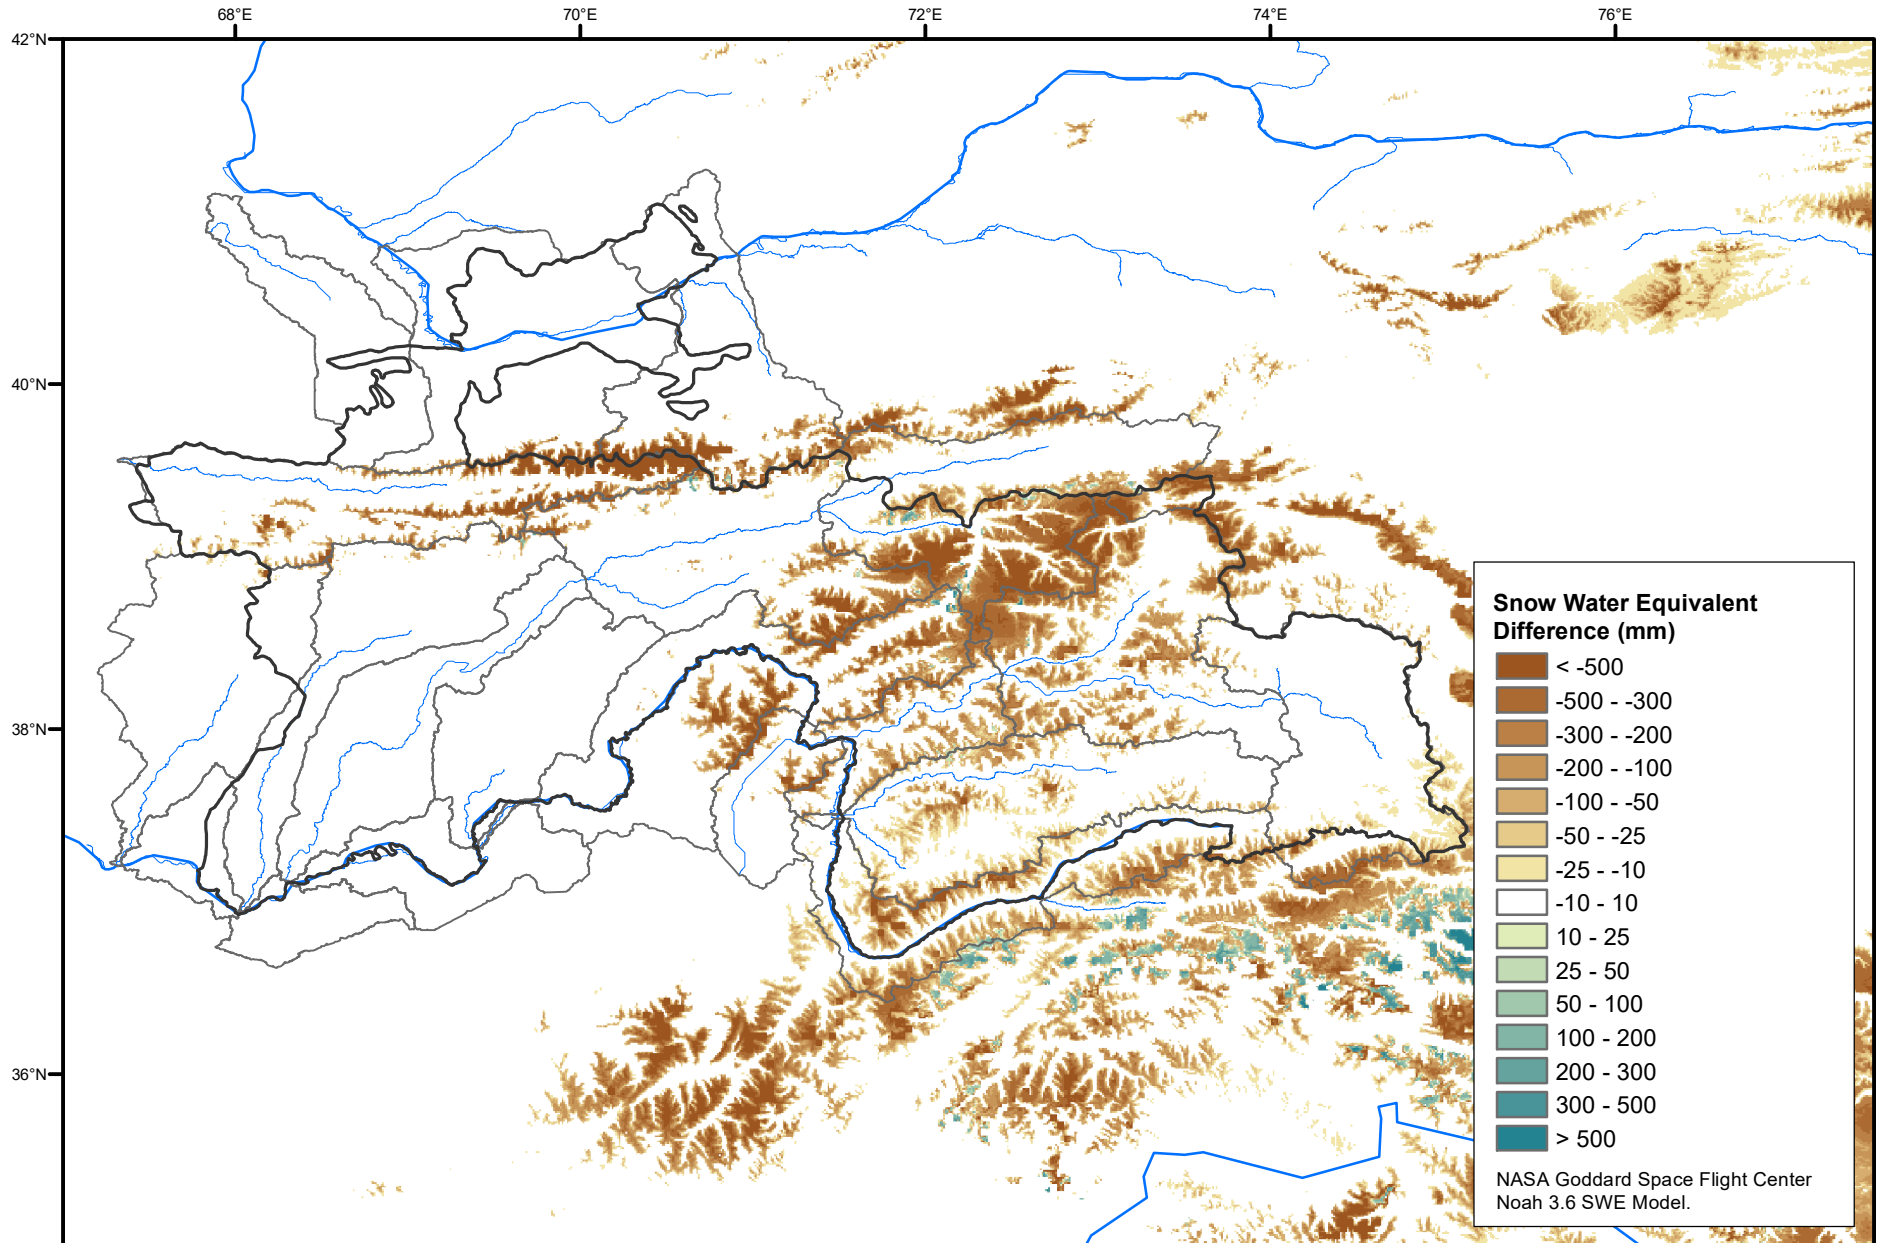 68°E 70°E 72°E 74°E 76°E
42°N
40°N
38°N
36°N
Snow Water Equivalent
Difference (mm)
< -500
-500 - -300
-300 - -200
-200 - -100
-100 - -50
-50 - -25
-25 - -10
-10 - 10
10 - 25
25 - 50
50 - 100
100 - 200
200 - 300
300 - 500
> 500
NASA Goddard Space Flight Center
Noah 3.6 SWE Model.